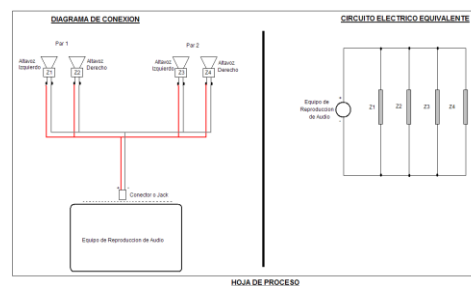 DIAGRAMA DE CONEXION
CIRCUITO ELECTRICO EQUIVALENTE
Par 1
Par 2
Altavoz
Izquierdo
Altavoz
Derecho
Altavoz
Izquierdo
Altavoz
Derecho
Z1
Z2
Z3
Z4
+
-
Conector o Jack
Equipo de Reproduccion de Audio
Equipo de
Reproduccion
de Audio
+
-
Z1
Z2
Z3
Z4
HOJA DE PROCESO